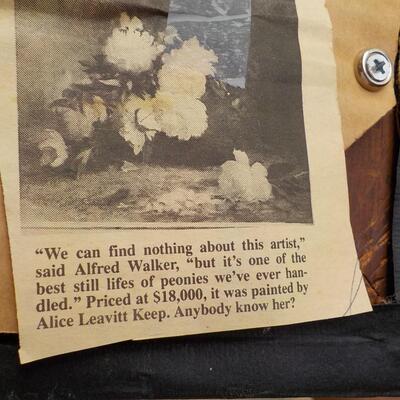 “We can find nothing about this artist,”
said Alfred Walker, “but it’s one of the
best still lifes of peonies we’ve ever han-
dled.” Priced at $18,000, it was painted by
Alice Leavitt Keep. Anybody know her?